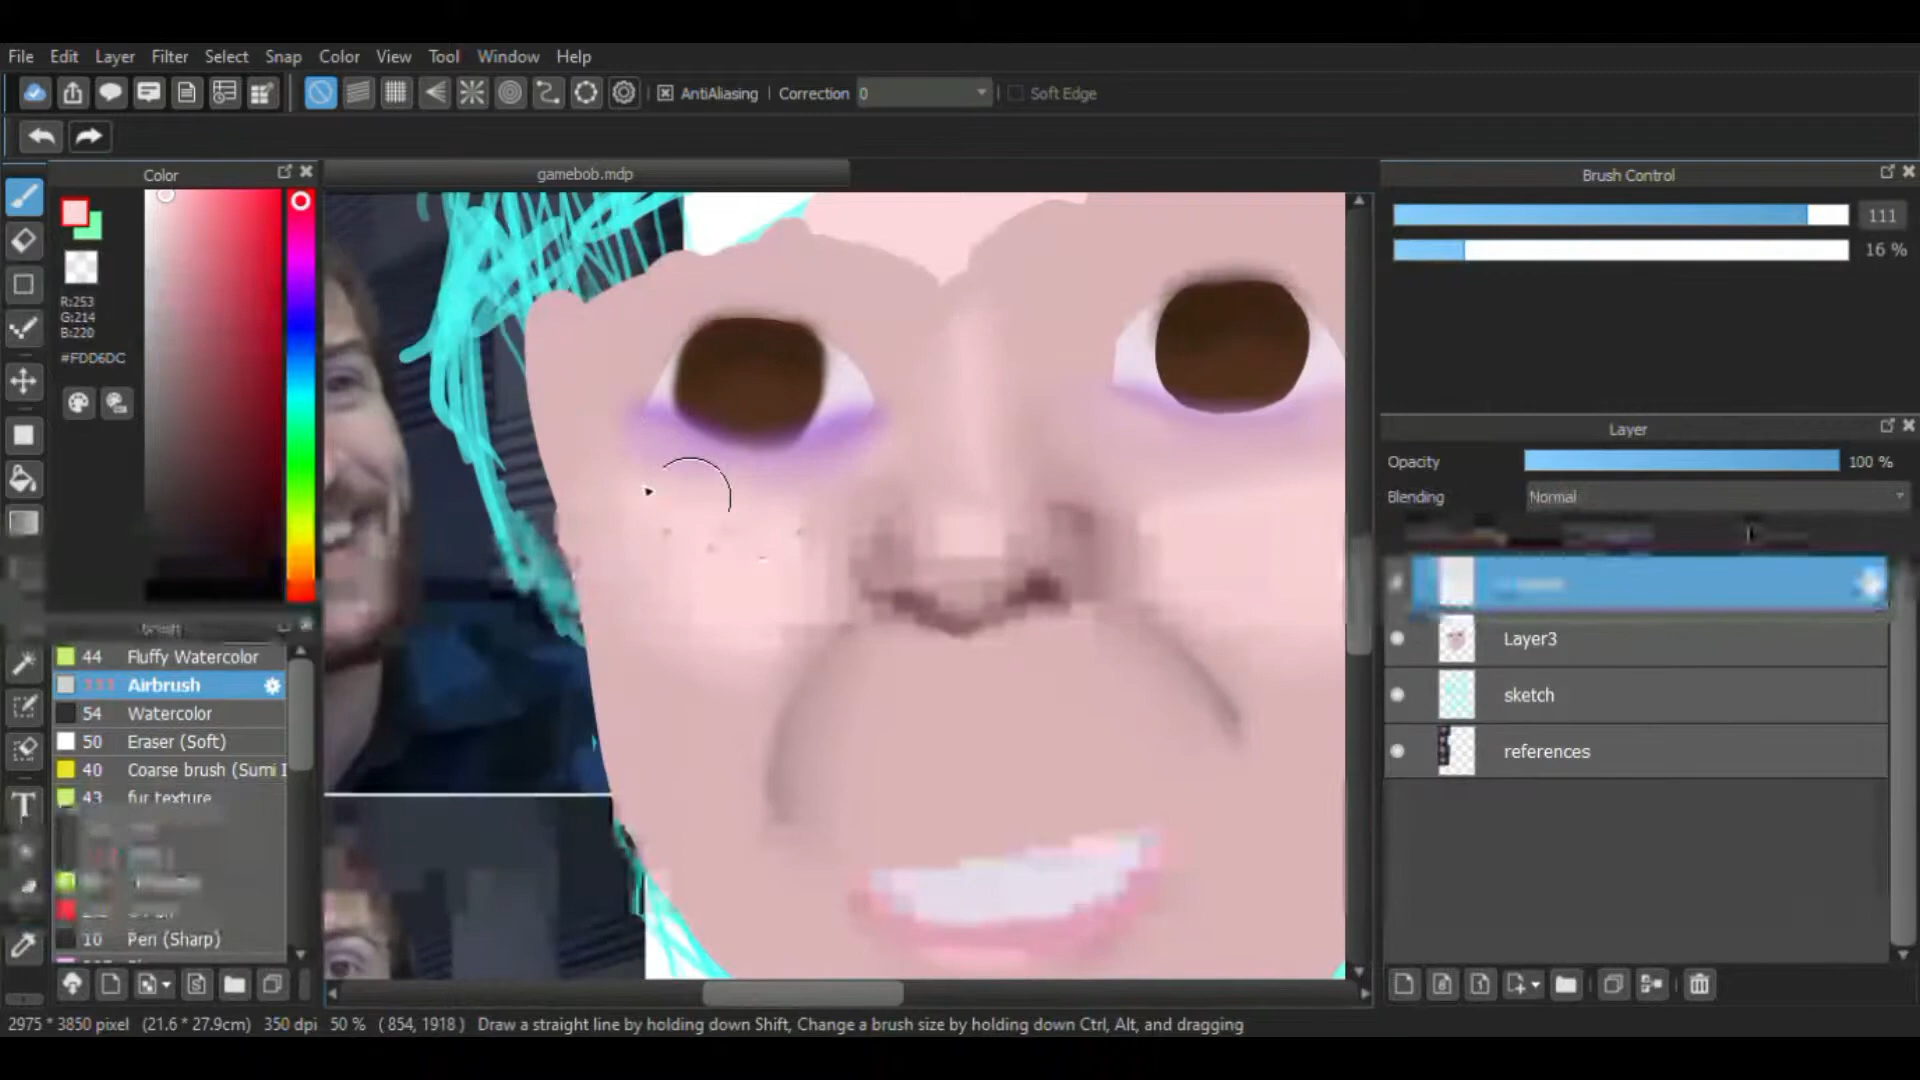 File Edit Layer Filter Select Snap Color View Tool Window Help
AntiAliasing Correction 0 Soft Edge
Color
gamebob.mdp
Brush Control
111
16 %
R:253
G:214
B:220
#FDD6DC
Layer
Opacity 100 %
Blending Normal
44 Fluffy Watercolor
Airbrush
54 Watercolor
50 Eraser (Soft)
40 Coarse brush (Sumi I
43 fur texture
10 Pen (Sharp)
Layer3
sketch
references
2975 * 3850 pixel (21.6 * 27.9cm) 350 dpi 50 % ( 854, 1918 ) Draw a straight line by holding down Shift, Change a brush size by holding down Ctrl, Alt, and dragging